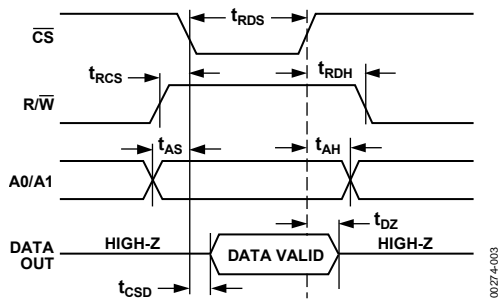 tRDS
CS
tRCS
tRDH
R/W
tAS
tAH
A0/A1
tDZ
DATA OUT
HIGH-Z
DATA VALID
HIGH-Z
tCSD
00274-003